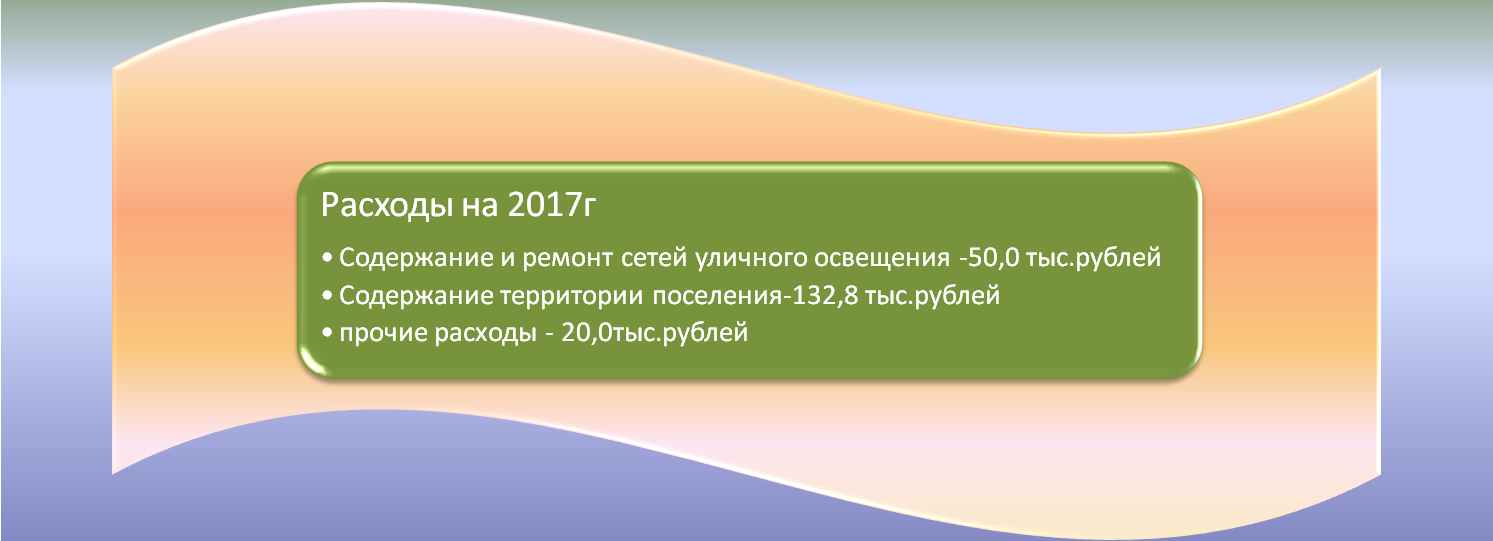 Расходы на 2017г
• Содержание и ремонт сетей уличного освещения -50,0 тыс.рублей
• Содержание территории поселения-132,8 тыс.рублей
• прочие расходы - 20,0тыс.рублей